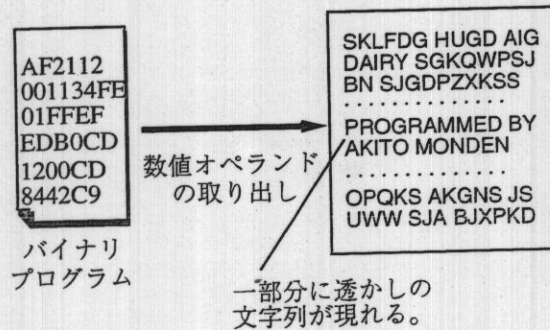 AF2112
001134FE
01FFEF
EDB0CD
1200CD
8442C9
バイナリ
プログラム
数値オペランド
の取り出し
SKLFDG HUGD AIG
DAIRY SGKQWPSJ
BN SJGDPZXKSS
. . . . . . . . . . . . . .
PROGRAMMED BY
AKITO MONDEN
. . . . . . . . . . . . . .
OPQKS AKGNS JS
UWW SJA BJXPKD
一部分に透かしの
文字列が現れる。